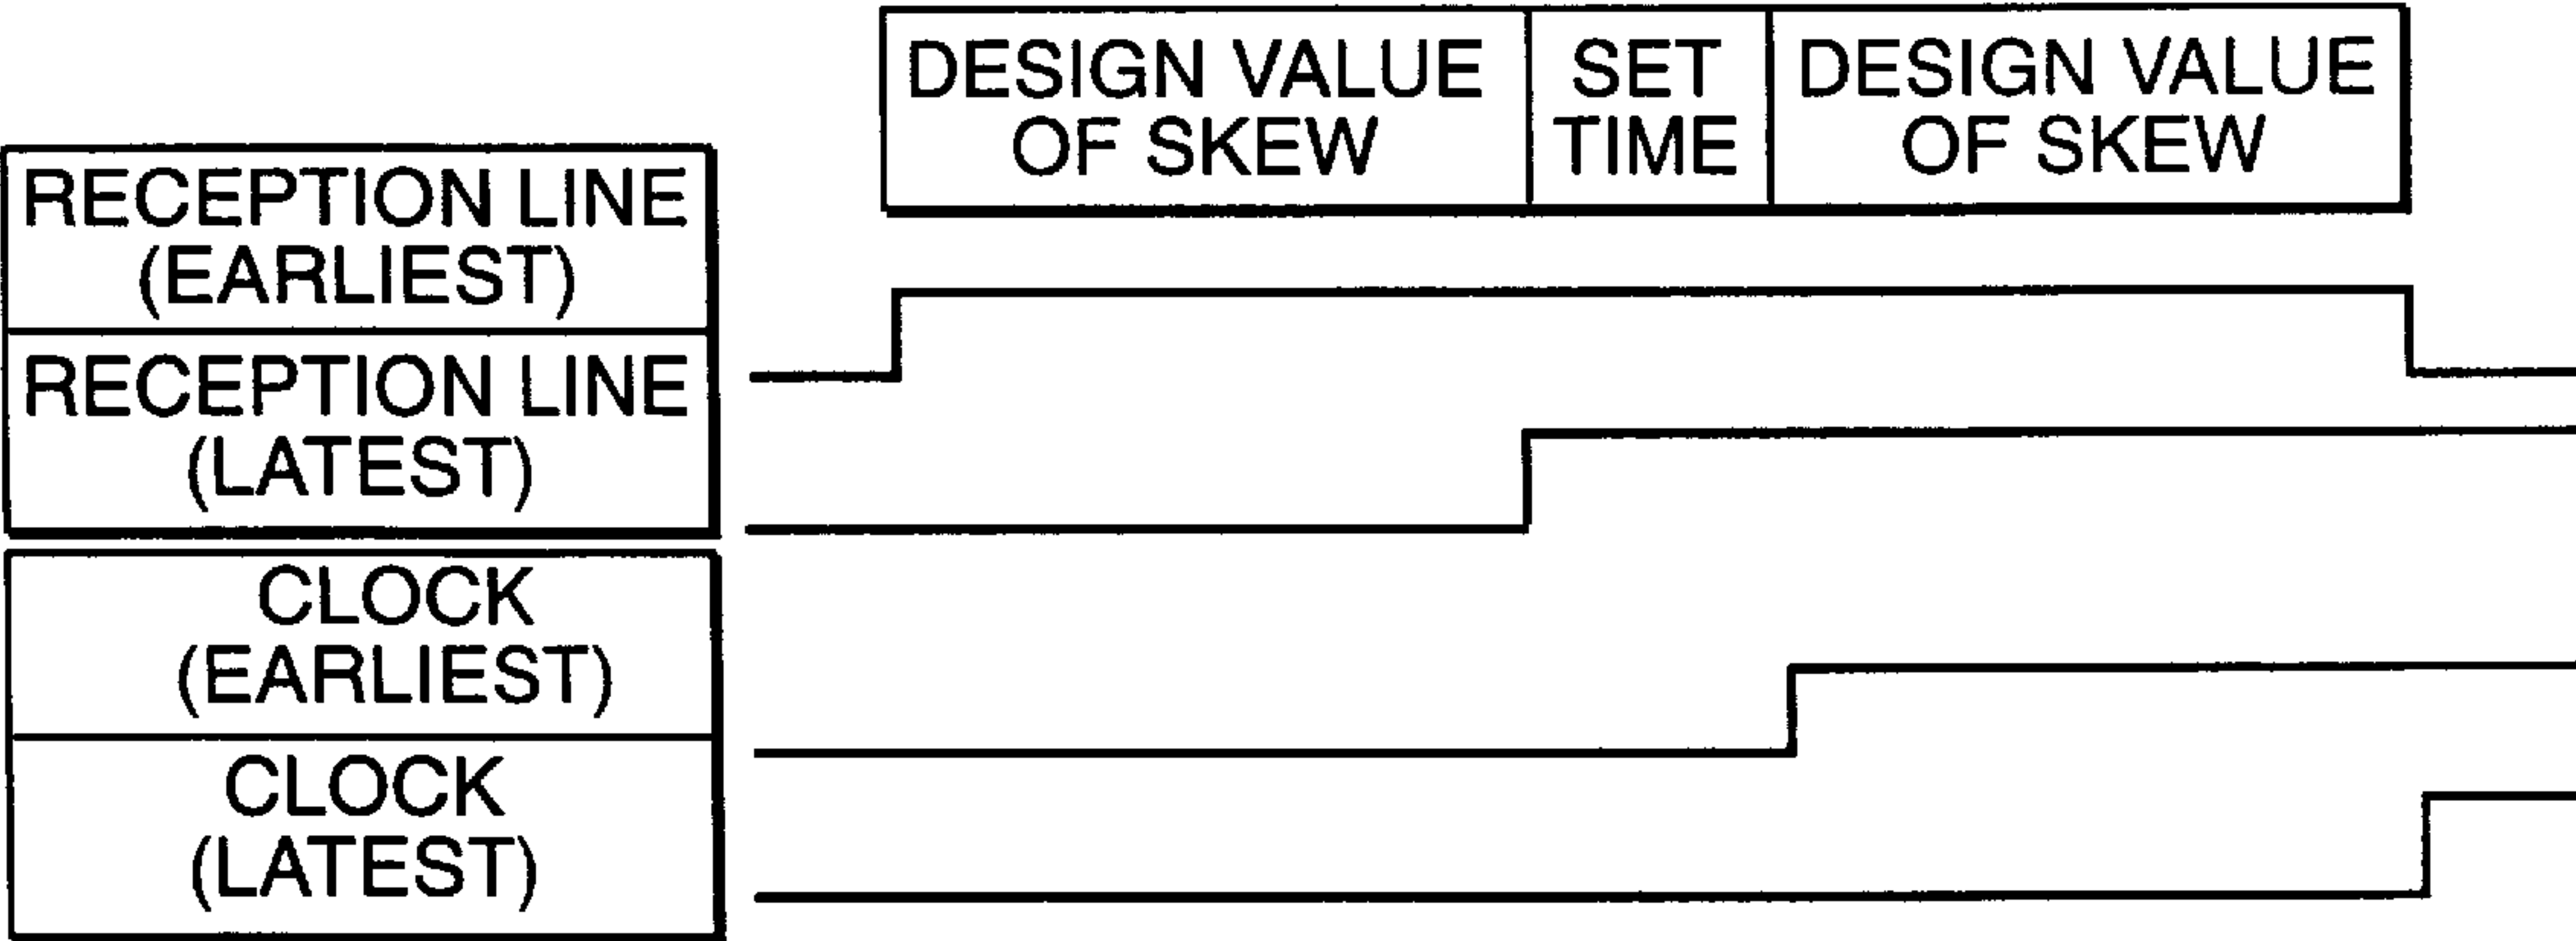 DESIGN VALUE
OF SKEW
SET
TIME
DESIGN VALUE
OF SKEW
RECEPTION LINE
(EARLIEST)
RECEPTION LINE
(LATEST)
CLOCK
(EARLIEST)
CLOCK
(LATEST)